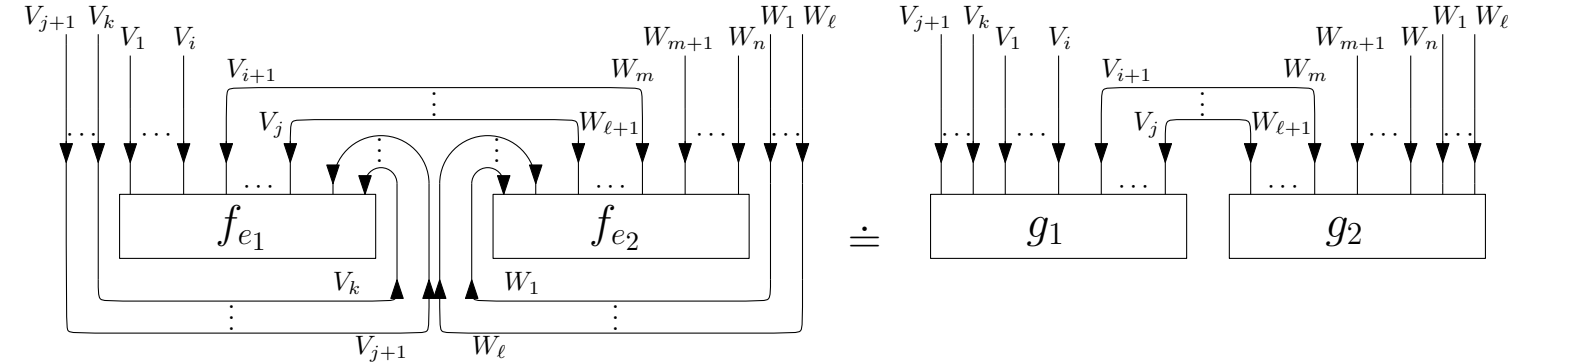 V_{j+1} V_k W_1 W_ℓ V_{j+1} V_k W_1 W_ℓ
V_1 V_i W_{m+1} W_n V_1 V_i W_{m+1} W_n
V_{i+1} W_m V_{i+1} W_m
V_j W_{ℓ+1} V_j W_{ℓ+1}
⋯ ⋯ ⋮ ⋮ ⋮ ⋯ ⋯ ⋯ ⋯ ⋮ ⋯ ⋯
⋯ ⋯ ⋯ ⋯
f_{e_1} f_{e_2} ≐ g_1 g_2
V_k W_1
⋮ ⋮
V_{j+1} W_ℓ